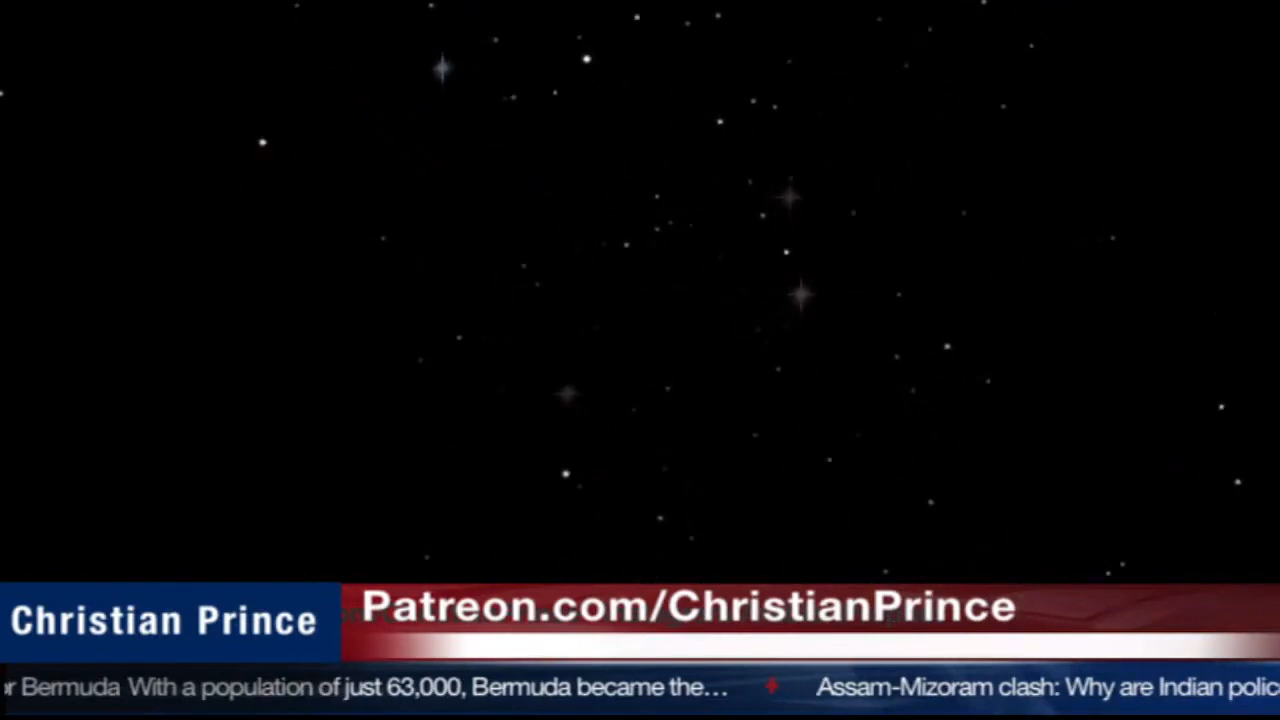 Christian Prince
Patreon.com/ChristianPrince
Bermuda With a population of just 63,000, Bermuda became the... Assam-Mizoram clash: Why are Indian